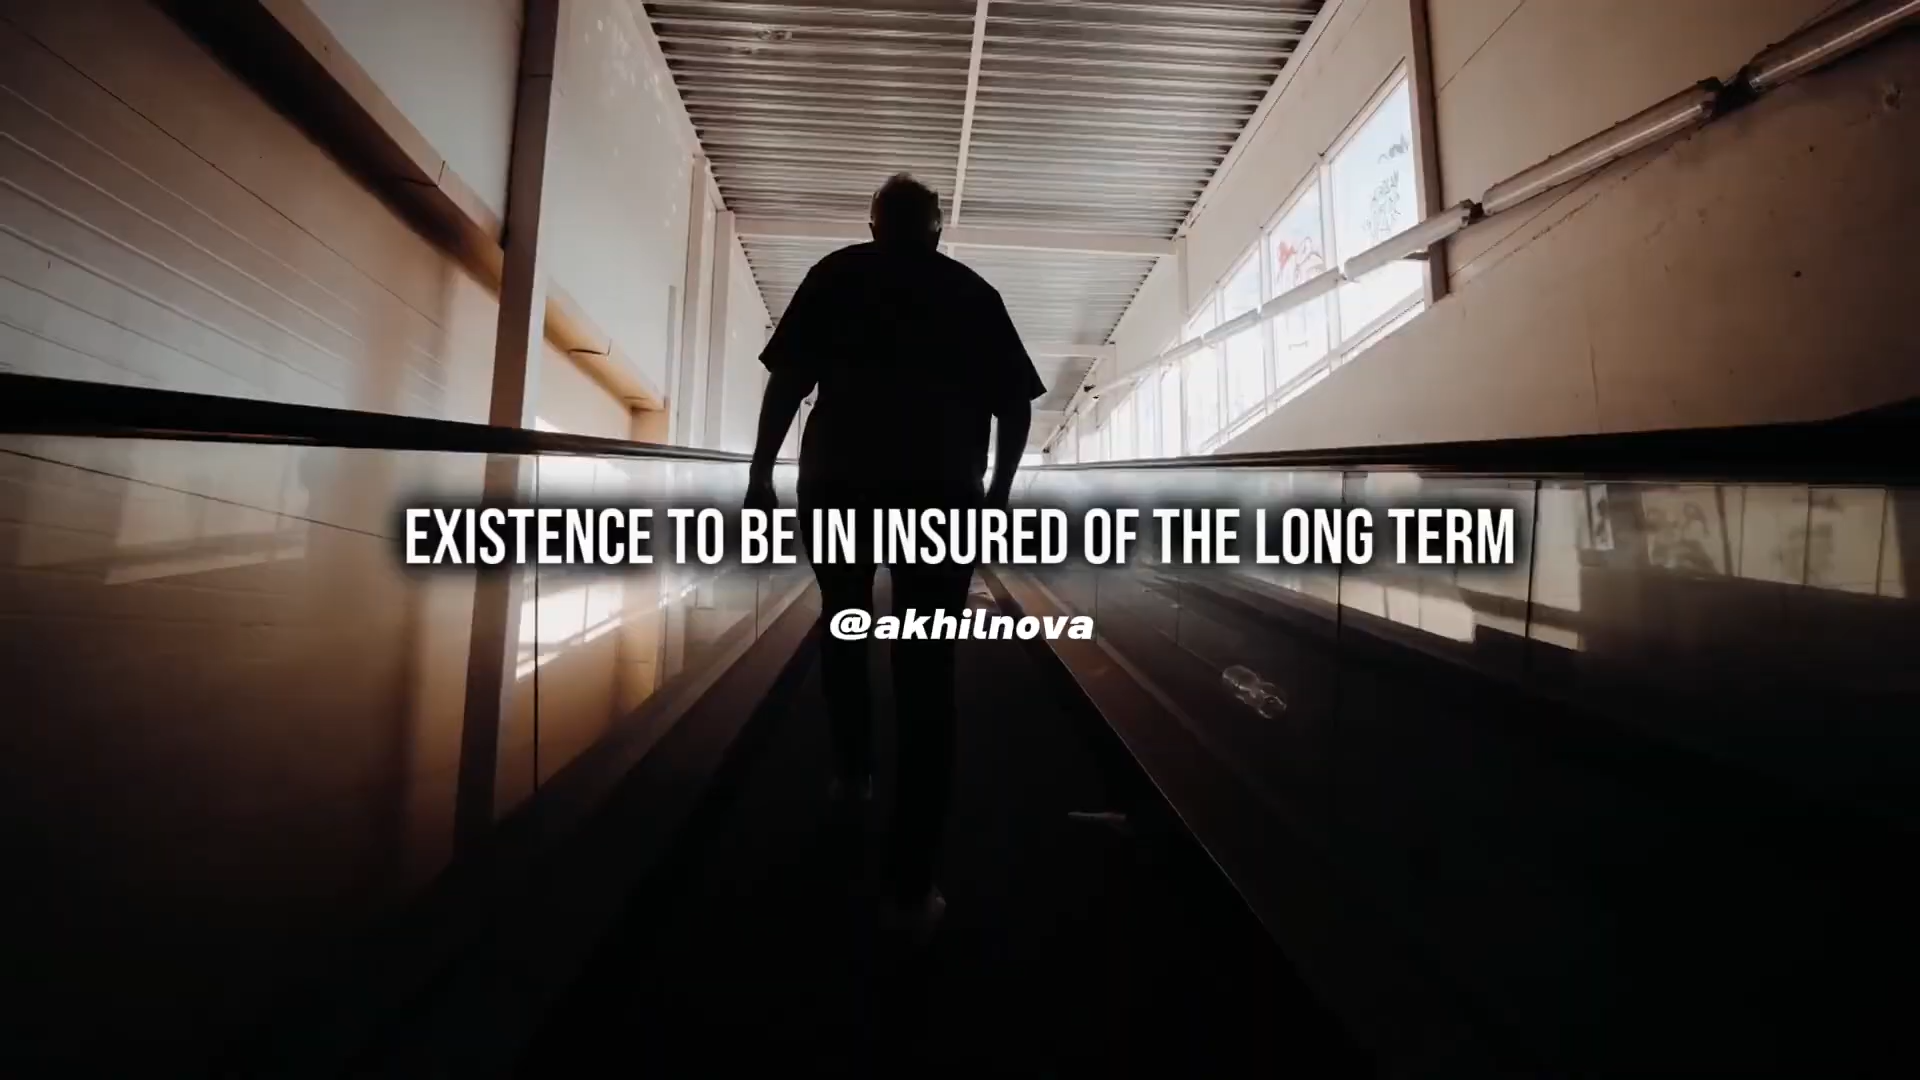 EXISTENCE TO BE IN INSURED OF THE LONG TERM
@akhilnova